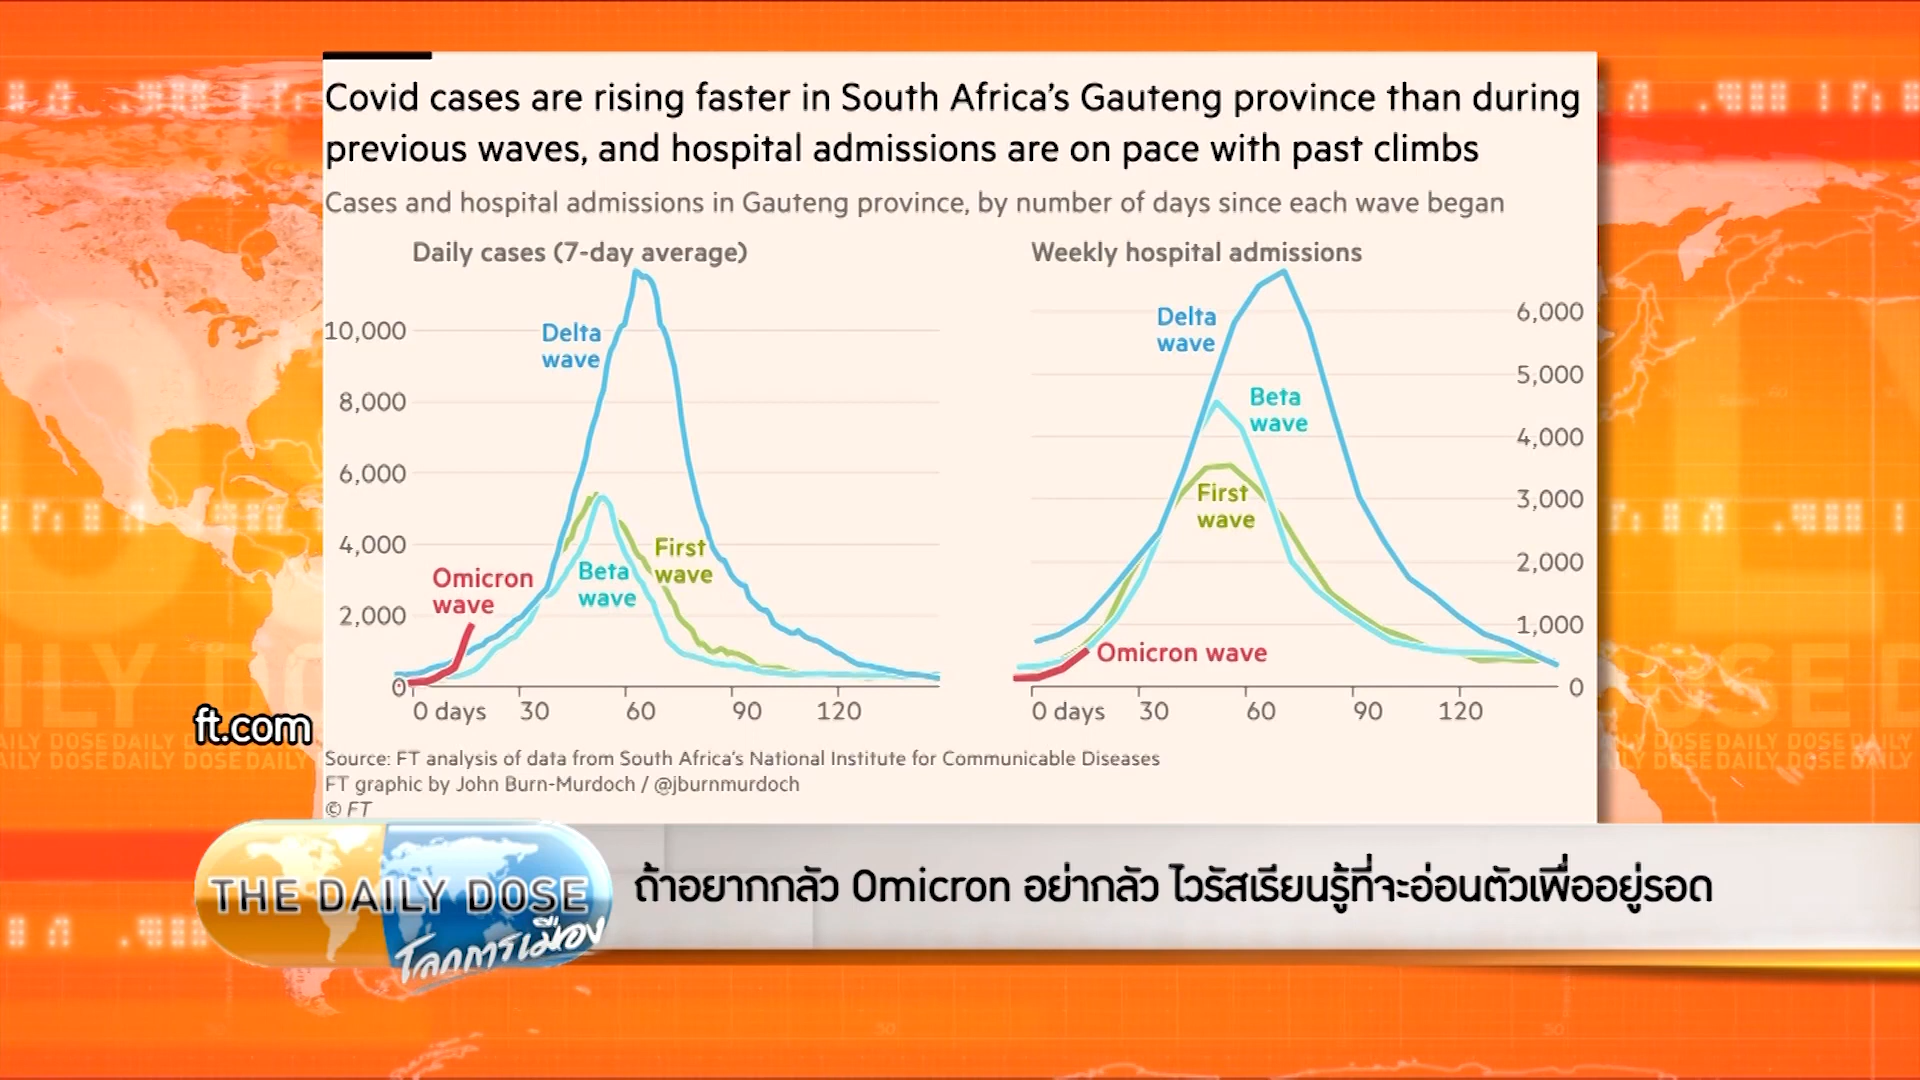 Covid cases are rising faster in South Africa's Gauteng province than during
previous waves, and hospital admissions are on pace with past climbs
Cases and hospital admissions in Gauteng province, by number of days since each wave began
Daily cases (7-day average)
10,000
8,000
6,000
4,000
2,000
0
Delta
wave
Omicron
wave
Beta
wave
First
wave
0 days 30 60 90 120
Weekly hospital admissions
6,000
5,000
4,000
3,000
2,000
1,000
0
Delta
wave
Beta
wave
First
wave
Omicron wave
0 days 30 60 90 120
ft.com
Source: FT analysis of data from South Africa's National Institute for Communicable Diseases
FT graphic by John Burn-Murdoch / @jburnmurdoch
© FT
THE DAILY DOSE
โลกการเมือง
ถ้าอยากกลัว Omicron อย่ากลัว ไวรัสเรียนรู้ที่จะอ่อนตัวเพื่ออยู่รอด